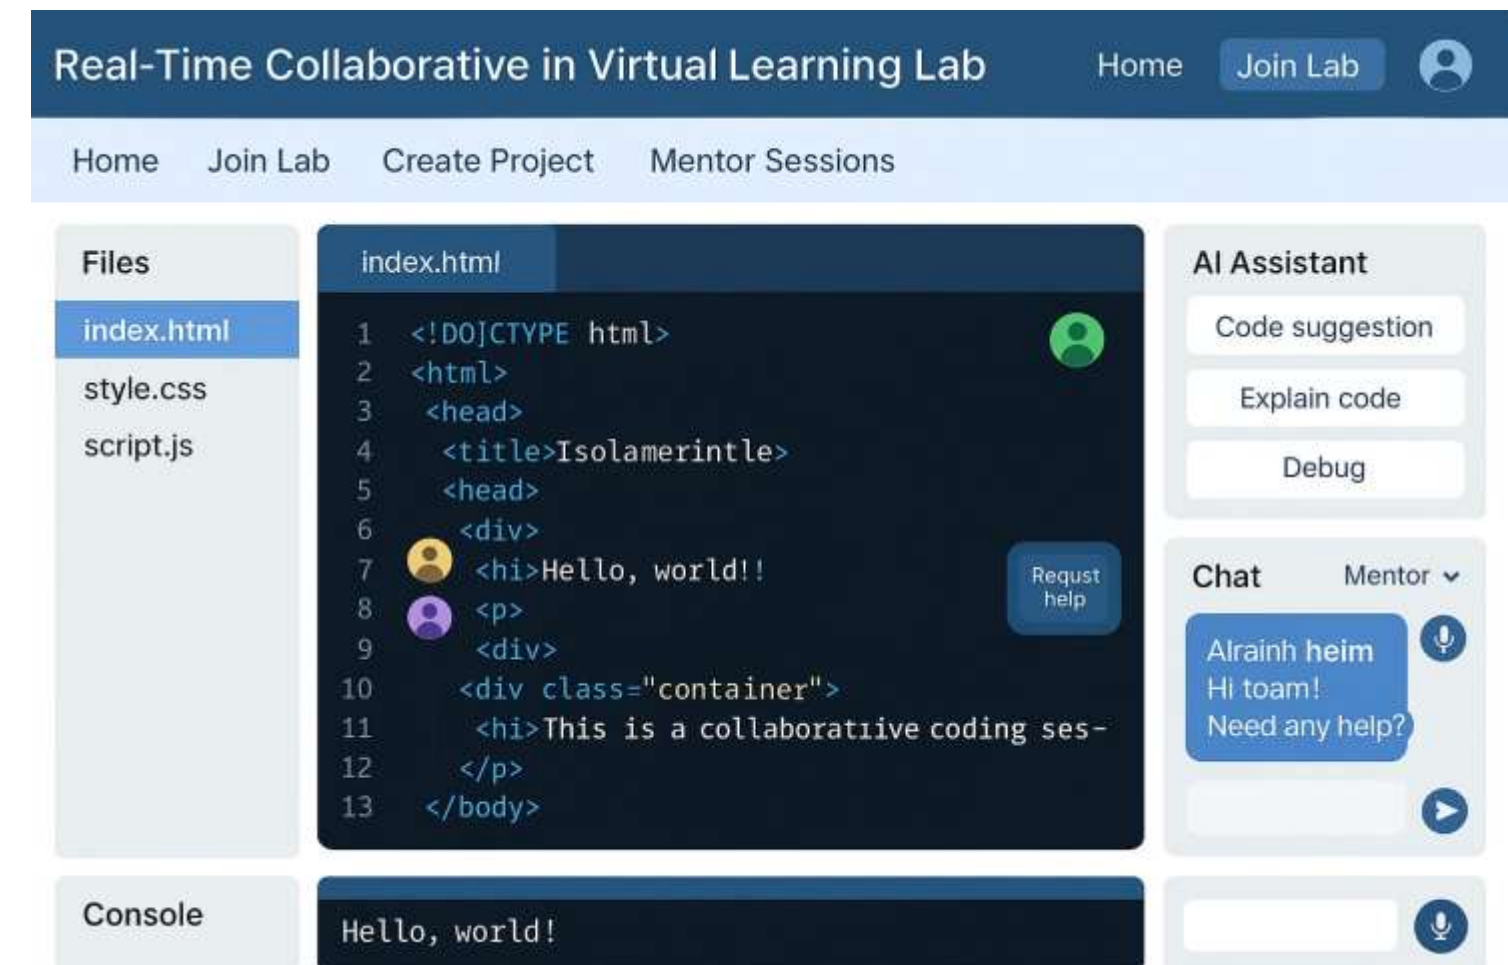 Real-Time Collaborative in Virtual Learning Lab
Home
Join Lab
Home
Join Lab
Create Project
Mentor Sessions
Files
index.html
style.css
script.js
index.html
1 <!DO]CTYPE html>
2 <html>
3 <head>
4 <title>Isolamerintle>
5 <head>
6 <div>
7 <hi>Hello, world!!
8 <p>
9 <div>
10 <div class="container">
11 <hi>This is a collaboratıive coding ses-
12 </p>
13 </body>
Requst
help
AI Assistant
Code suggestion
Explain code
Debug
Chat
Mentor
Alrainh heim
Hi toam!
Need any help?
Console
Hello, world!